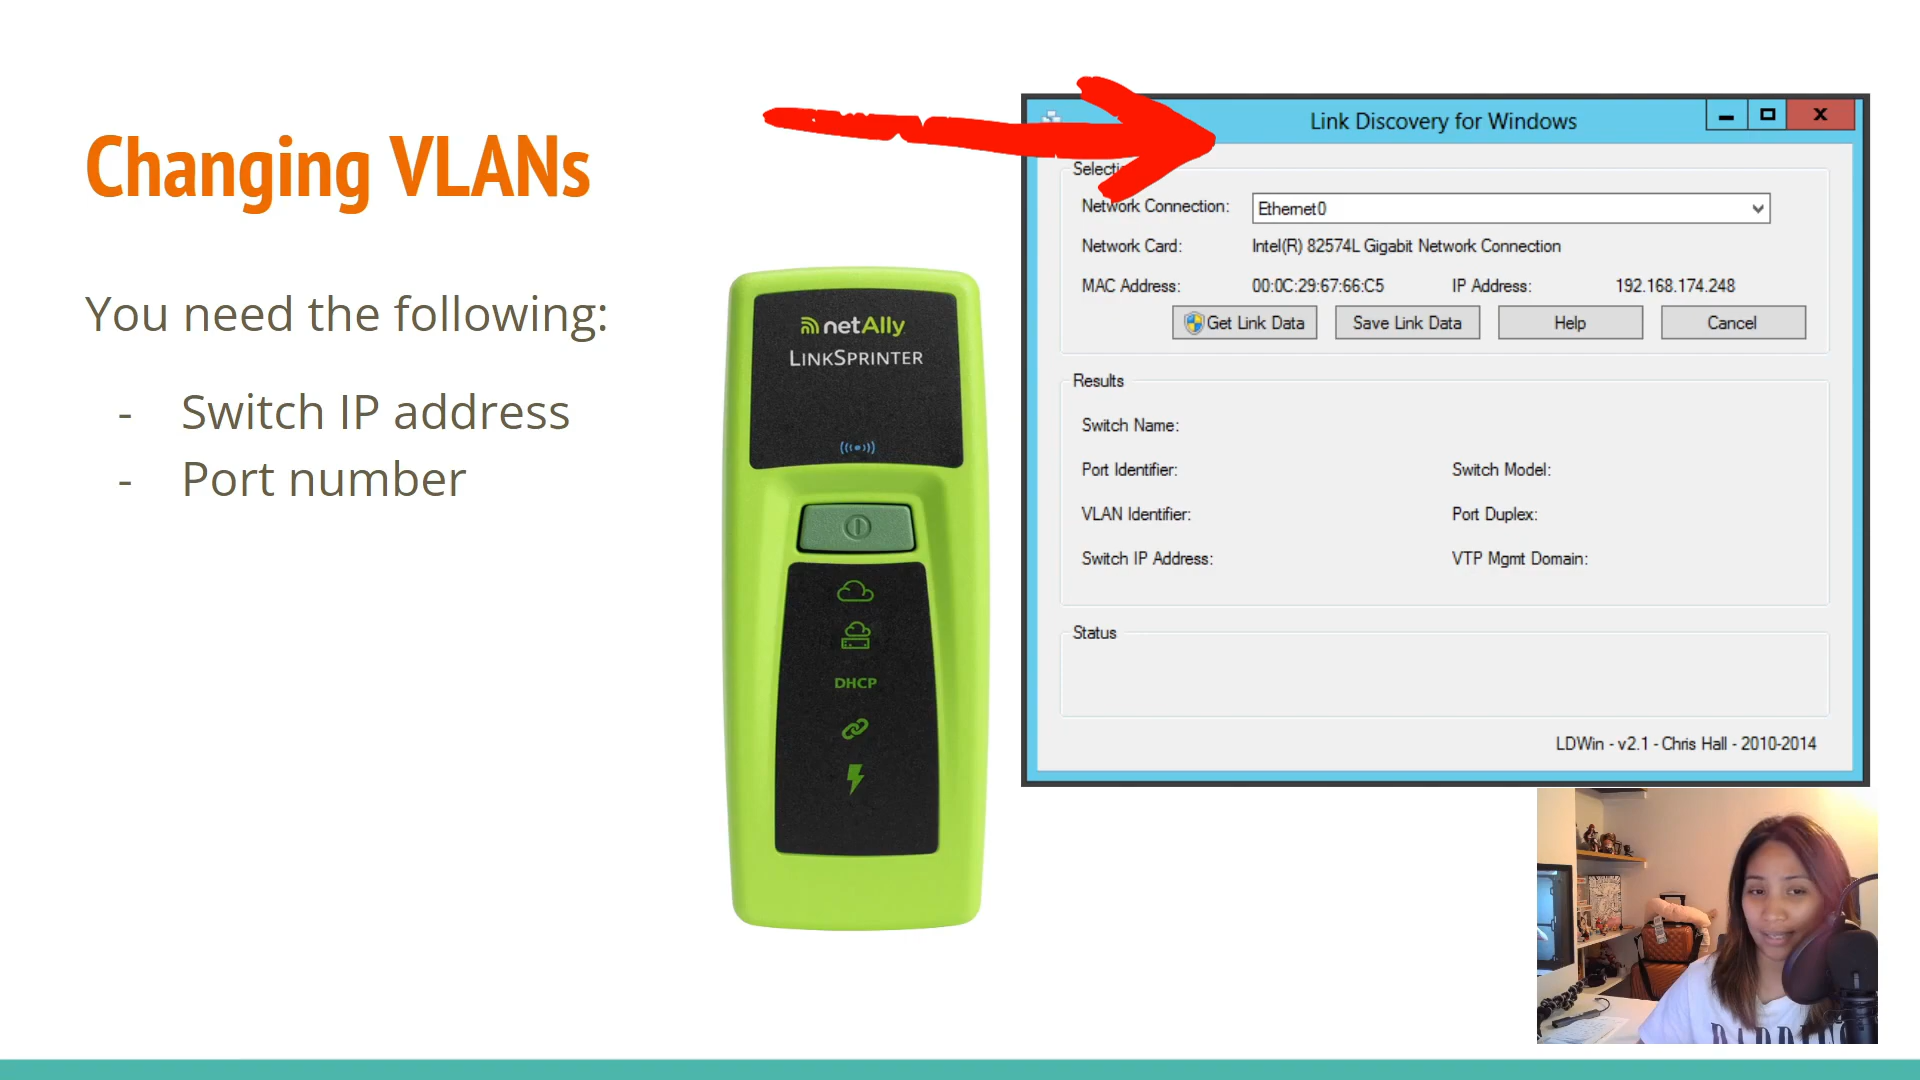 Changing VLANs
You need the following:
- Switch IP address
- Port number
netAlly
LINKSPRINTER
DHCP
Link Discovery for Windows
Network Connection: Ethernet0
Network Card: Intel(R) 82574L Gigabit Network Connection
MAC Address: 00:0C:29:67:66:C5 IP Address: 192.168.174.248
Get Link Data Save Link Data Help Cancel
Results
Switch Name:
Port Identifier: Switch Model:
VLAN Identifier: Port Duplex:
Switch IP Address: VTP Mgmt Domain:
Status
LDWin - v2.1 - Chris Hall - 2010-2014